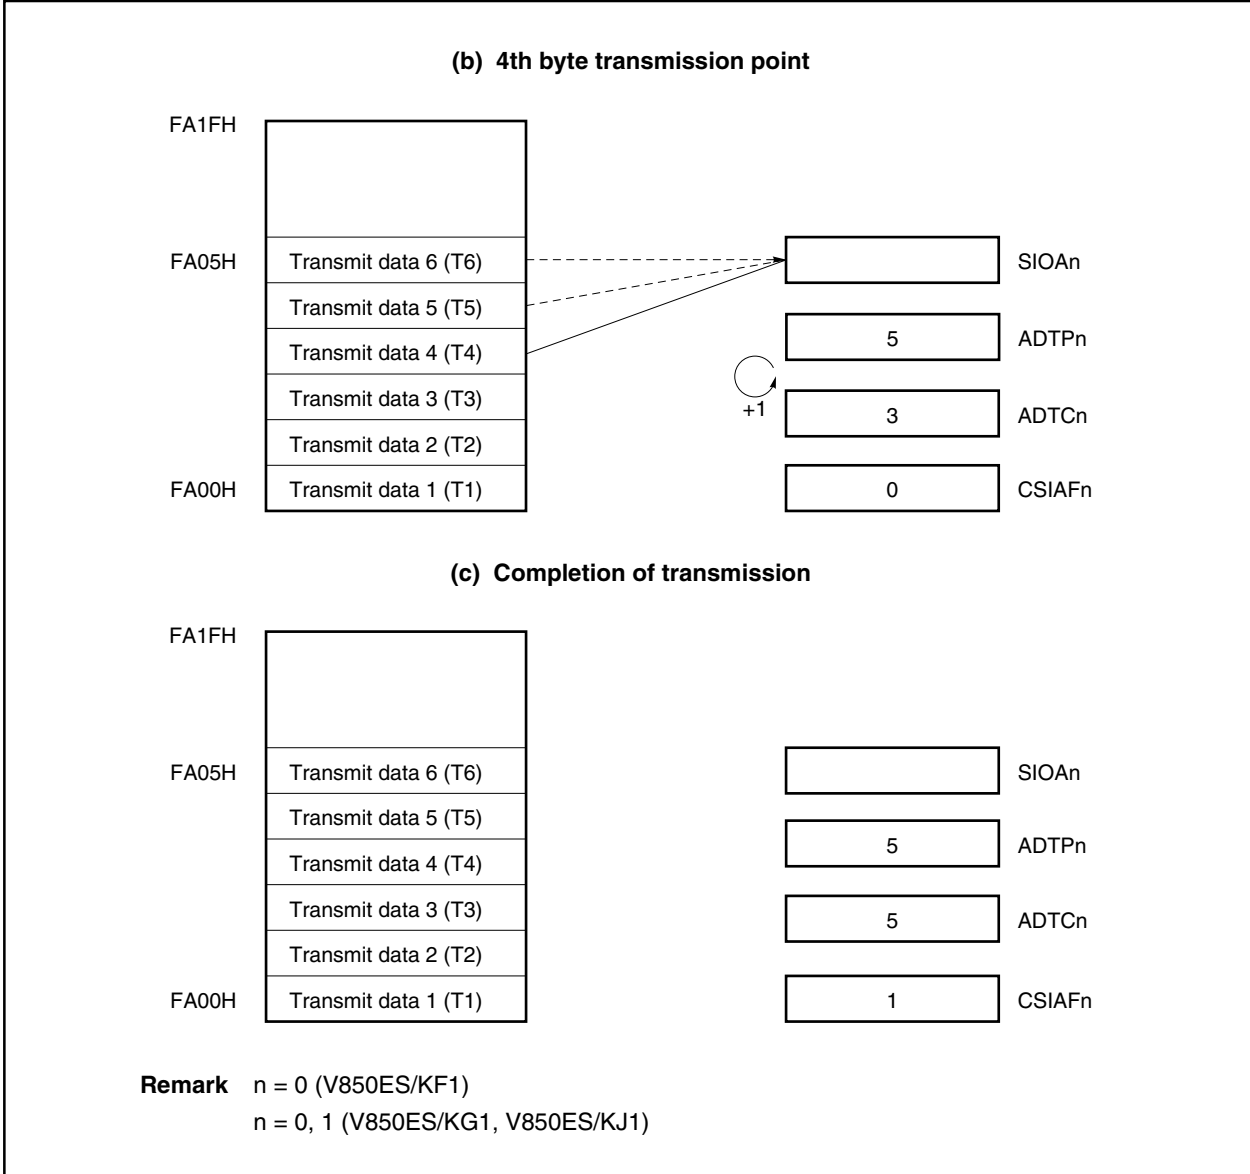 (b) 4th byte transmission point
FA1FH
FA05H Transmit data 6 (T6) SIOAn
Transmit data 5 (T5)
5 ADTPn
Transmit data 4 (T4)
Transmit data 3 (T3)
+1
3 ADTCn
Transmit data 2 (T2)
FA00H Transmit data 1 (T1) 0 CSIAFn
(c) Completion of transmission
FA1FH
FA05H Transmit data 6 (T6) SIOAn
Transmit data 5 (T5)
5 ADTPn
Transmit data 4 (T4)
Transmit data 3 (T3)
5 ADTCn
Transmit data 2 (T2)
FA00H Transmit data 1 (T1) 1 CSIAFn
Remark n = 0 (V850ES/KF1)
n = 0, 1 (V850ES/KG1, V850ES/KJ1)